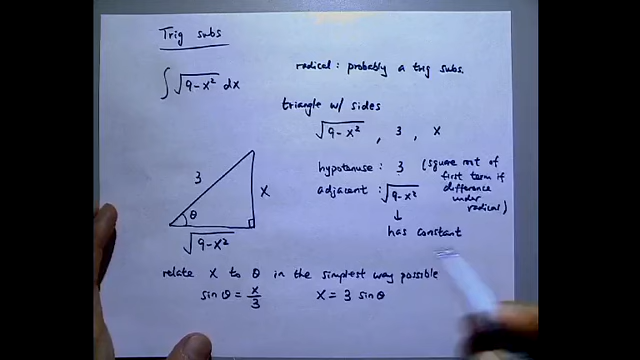 Trig subs
∫ √9-x² dx
radical : probably a trig subs.
triangle w/ sides
√9-x² , 3 , x
hypotenuse : 3 (square root of first term if difference under radical)
adjacent : √9-x²
↓
has constant
3
x
θ
√9-x²
relate x to θ in the simplest way possible
sin θ = x/3 x = 3 sin θ